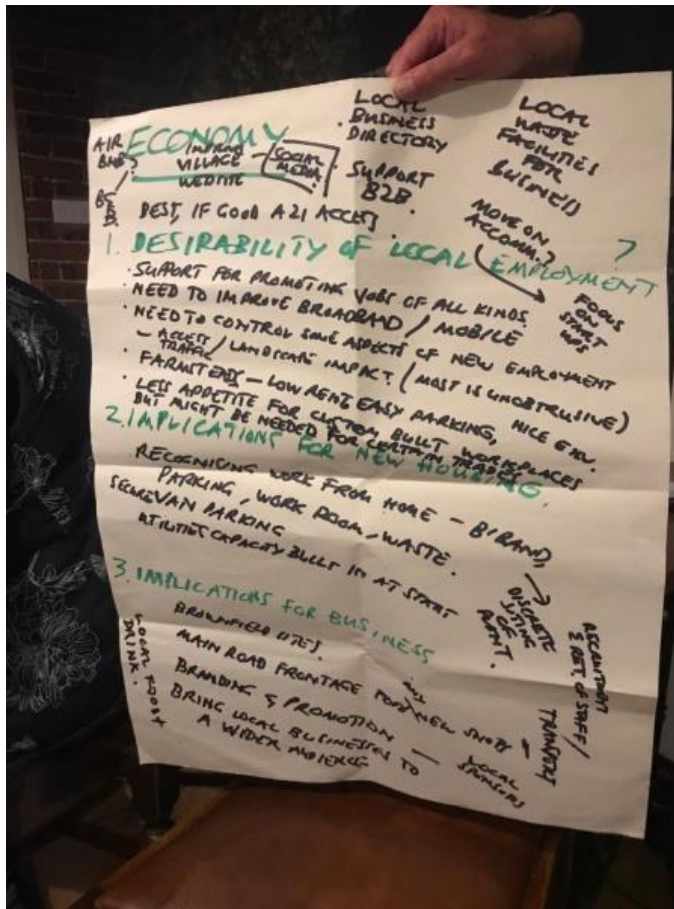 ECONOMY
AIR
BNB?
B&B.
IMPROVE
VILLAGE
WEBSITE
– SOCIAL
MEDIA
LOCAL
BUSINESS
DIRECTORY
SUPPORT
B2B.
LOCAL
WASTE
FACILITIES
FOR
BUSINESS
BEST, IF GOOD A21 ACCESS.
MOVE ON
ACCOMM.?
FOCUS
ON
START
UPS
1. DESIRABILITY OF LOCAL EMPLOYMENT ?
· SUPPORT FOR PROMOTING JOBS OF ALL KINDS.
· NEED TO IMPROVE BROADBAND / MOBILE
· NEED TO CONTROL SOME ASPECTS OF NEW EMPLOYMENT
– ACCESS / LANDSCAPE IMPACT. (MOST IS UNOBTRUSIVE)
TRAFFIC
· FARMSTEADS – LOW RENT EASY PARKING, NICE ENV.
· LESS APPETITE FOR CUSTOM BUILT WORKPLACES
BUT MIGHT BE NEEDED FOR CERTAIN TRADES
2. IMPLICATIONS FOR NEW HOUSING.
RECOGNISING WORK FROM HOME – B'BAND,
PARKING, WORK ROOM, WASTE.
SECURE VAN PARKING
UTILITIES CAPACITY BUILT IN AT START
DISCRETE
SITING
OF
PLANT.
3. IMPLICATIONS FOR BUSINESS
BROWNFIELD SITES.
MAIN ROAD FRONTAGE FOR NEW SHOPS
BRANDING & PROMOTION – LOCAL
SPONSORS
BRING LOCAL BUSINESSES TO
A WIDER AUDIENCE
LOCAL FOOD &
DRINK.
RECRUITMENT
& RET. OF STAFF /
TRANSPORT